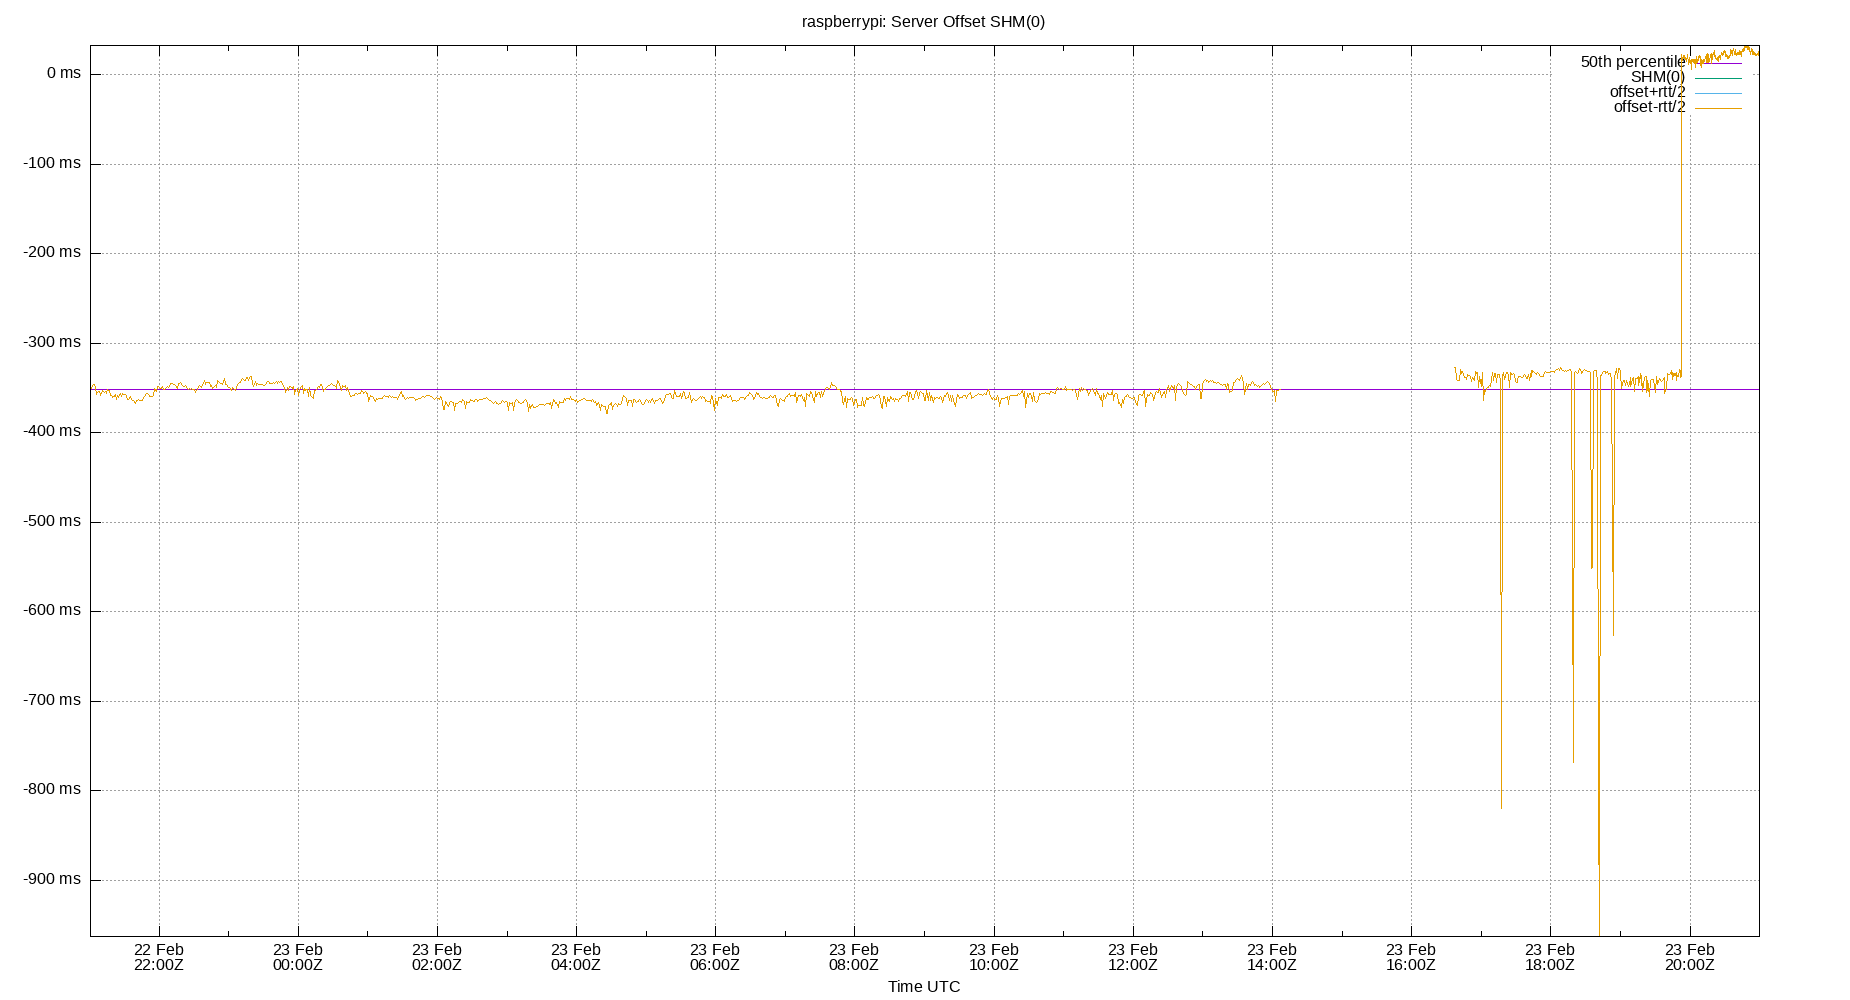 raspberrypi: Server Offset SHM(0)
50th percentile
SHM(0)
offset+rtt/2
offset-rtt/2
0 ms
-100 ms
-200 ms
-300 ms
-400 ms
-500 ms
-600 ms
-700 ms
-800 ms
-900 ms
22 Feb 23 Feb 23 Feb 23 Feb 23 Feb 23 Feb 23 Feb 23 Feb 23 Feb 23 Feb 23 Feb 23 Feb
22:00Z 00:00Z 02:00Z 04:00Z 06:00Z 08:00Z 10:00Z 12:00Z 14:00Z 16:00Z 18:00Z 20:00Z
Time UTC